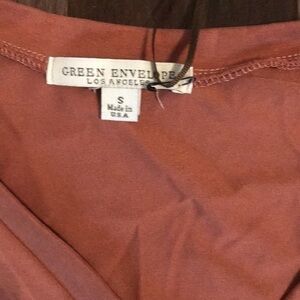 GREEN ENVELOPE
LOS ANGELES
S
Made in
U.S.A